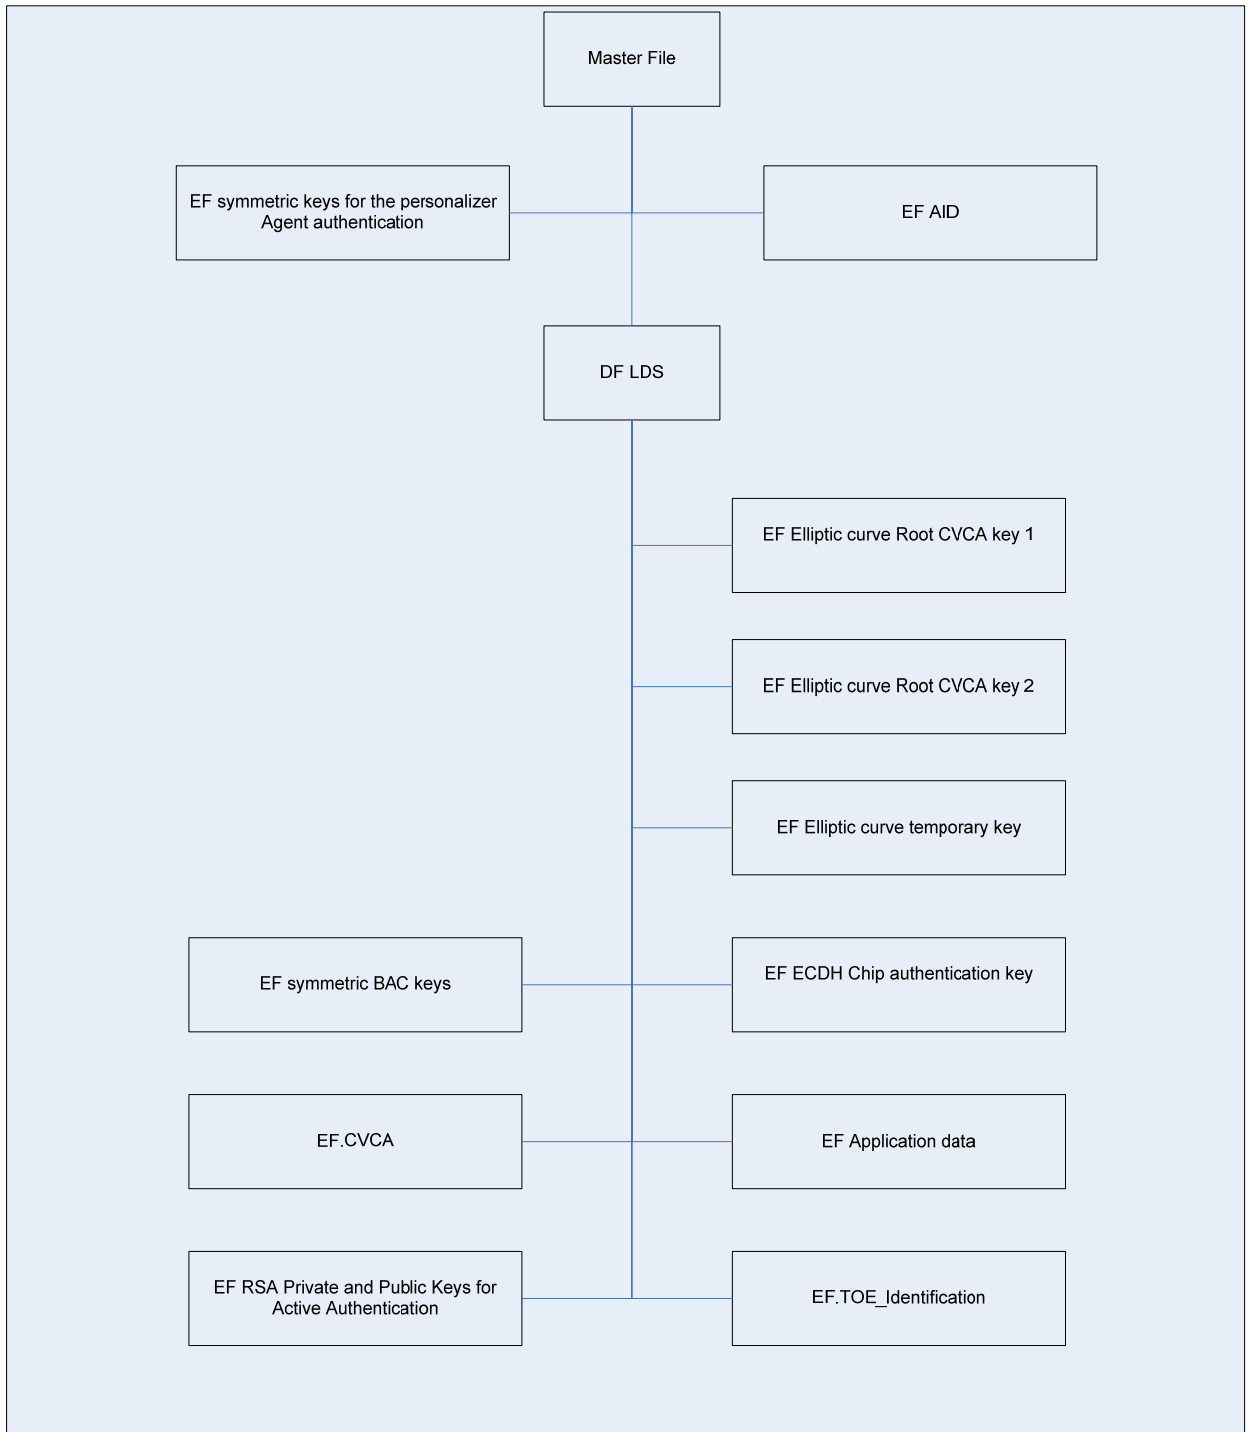 Master File
EF symmetric keys for the personalizer
Agent authentication
EF AID
DF LDS
EF Elliptic curve Root CVCA key 1
EF Elliptic curve Root CVCA key 2
EF Elliptic curve temporary key
EF symmetric BAC keys
EF ECDH Chip authentication key
EF.CVCA
EF Application data
EF RSA Private and Public Keys for
Active Authentication
EF.TOE_Identification